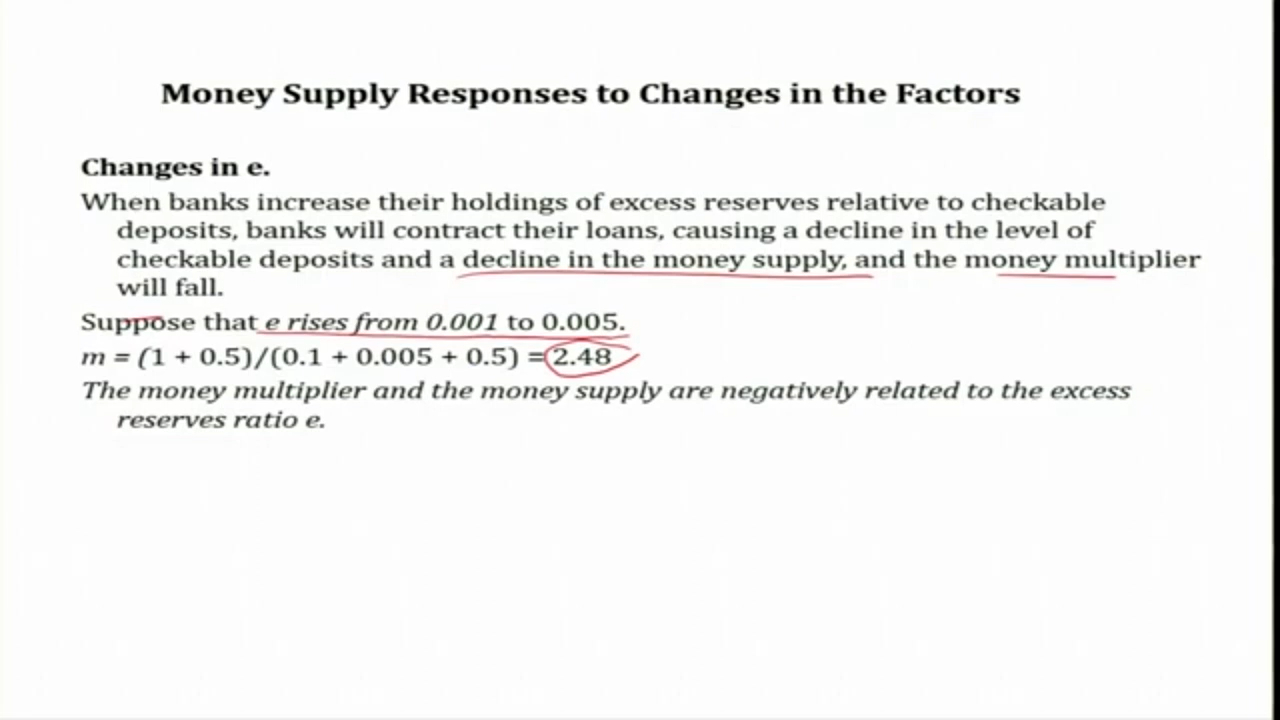 Money Supply Responses to Changes in the Factors
Changes in e.
When banks increase their holdings of excess reserves relative to checkable
deposits, banks will contract their loans, causing a decline in the level of
checkable deposits and a decline in the money supply, and the money multiplier
will fall.
Suppose that e rises from 0.001 to 0.005.
m = (1 + 0.5)/(0.1 + 0.005 + 0.5) = 2.48
The money multiplier and the money supply are negatively related to the excess
reserves ratio e.